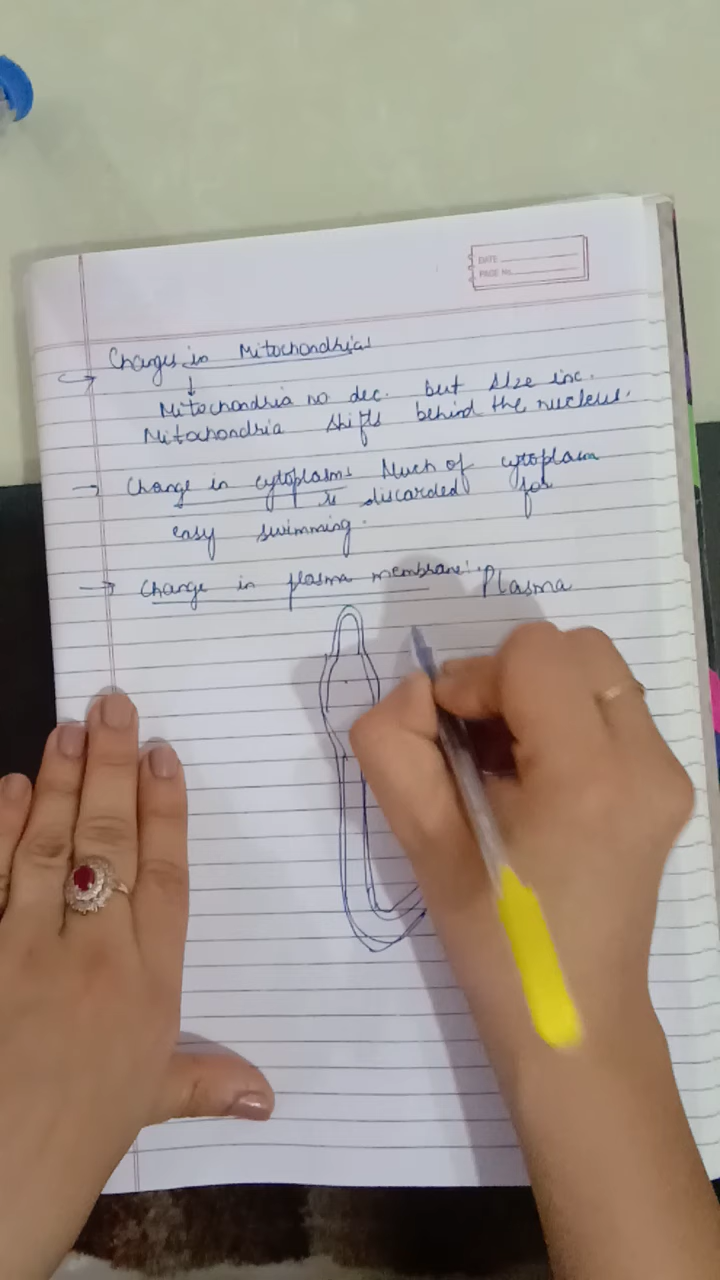 DATE
PAGE No.
Changes in Mitochondrial
Mitochondria no dec. but size inc.
Mitochondria shifts behind the nucleus.
Change in cytoplasm: Much of cytoplasm
is discarded for
easy swimming.
Change in plasma membrane: Plasma